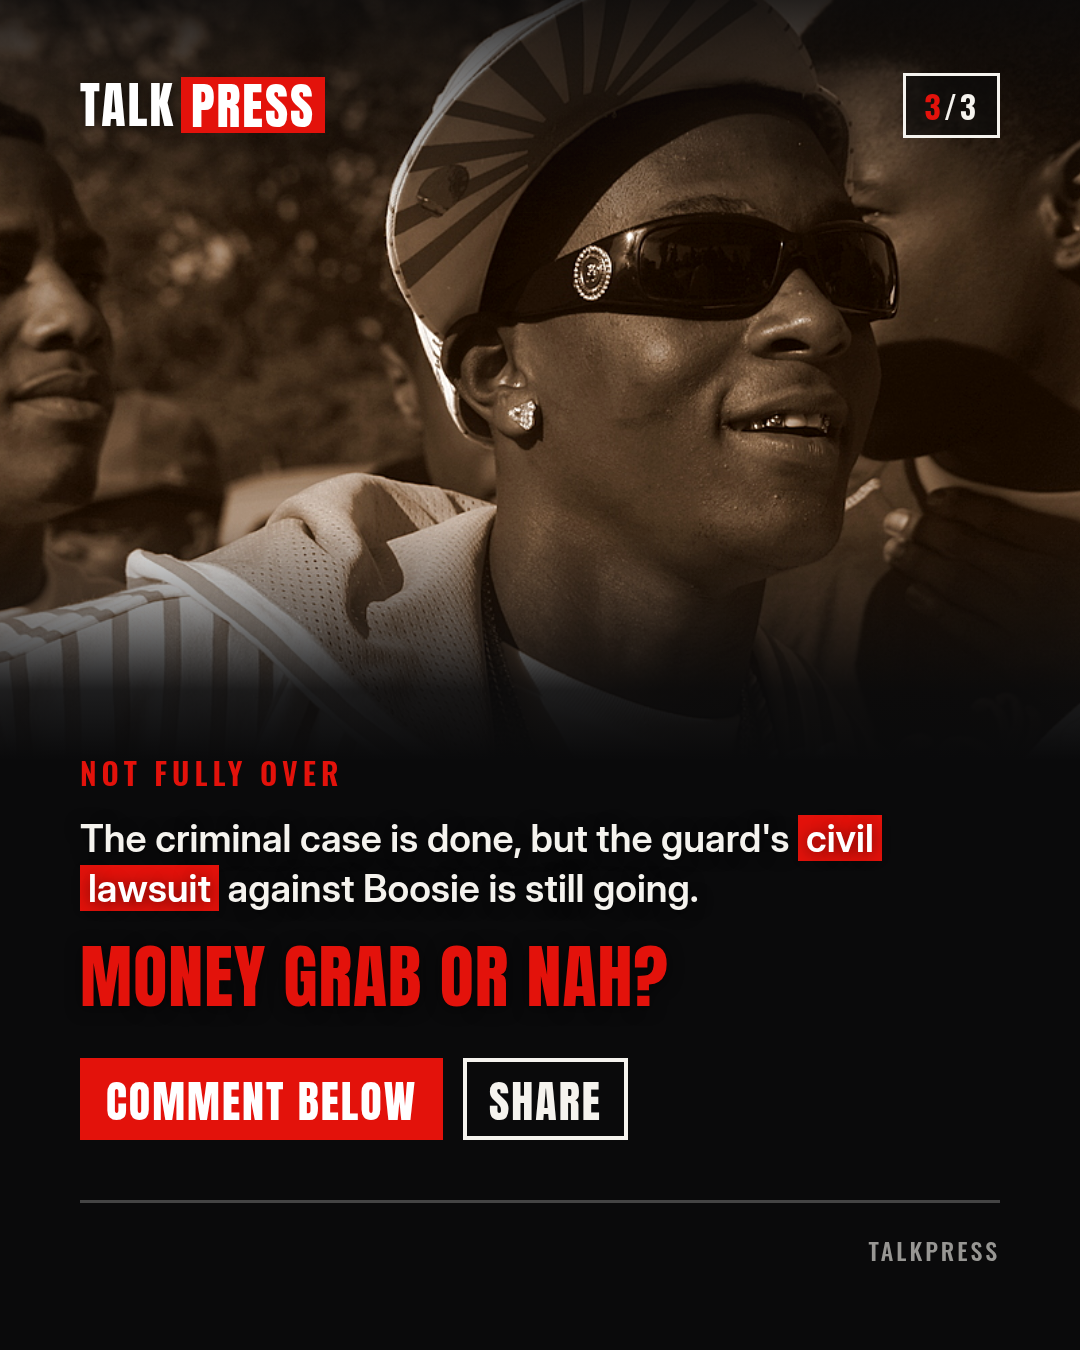 TALK PRESS
3/3
NOT FULLY OVER
The criminal case is done, but the guard's civil
lawsuit against Boosie is still going.
MONEY GRAB OR NAH?
COMMENT BELOW
SHARE
TALKPRESS